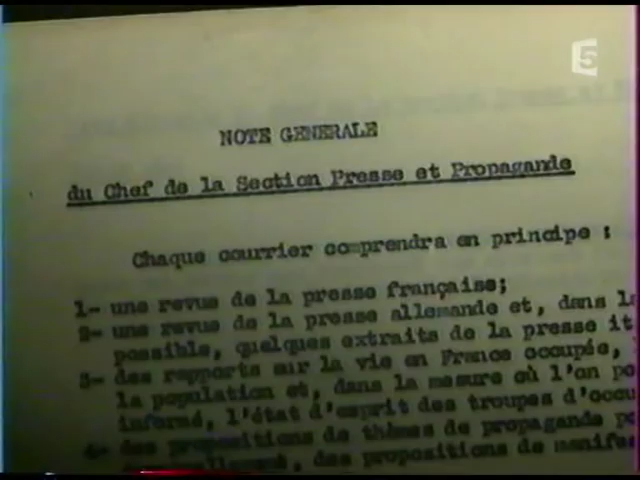 5
NOTE GENERALE
du Chef de la Section Presse et Propagande
Chaque courrier comprendra en principe :
1- une revue de la presse française;
2- une revue de la presse allemande et, dans l
possible, quelques extraits de la presse it
3- des rapports sur la vie en France occupée,
la population et, dans la mesure où l'on po
informé, l'état d'esprit des troupes d'occu
4- des propositions de thèmes de propagande
des propositions de manifes